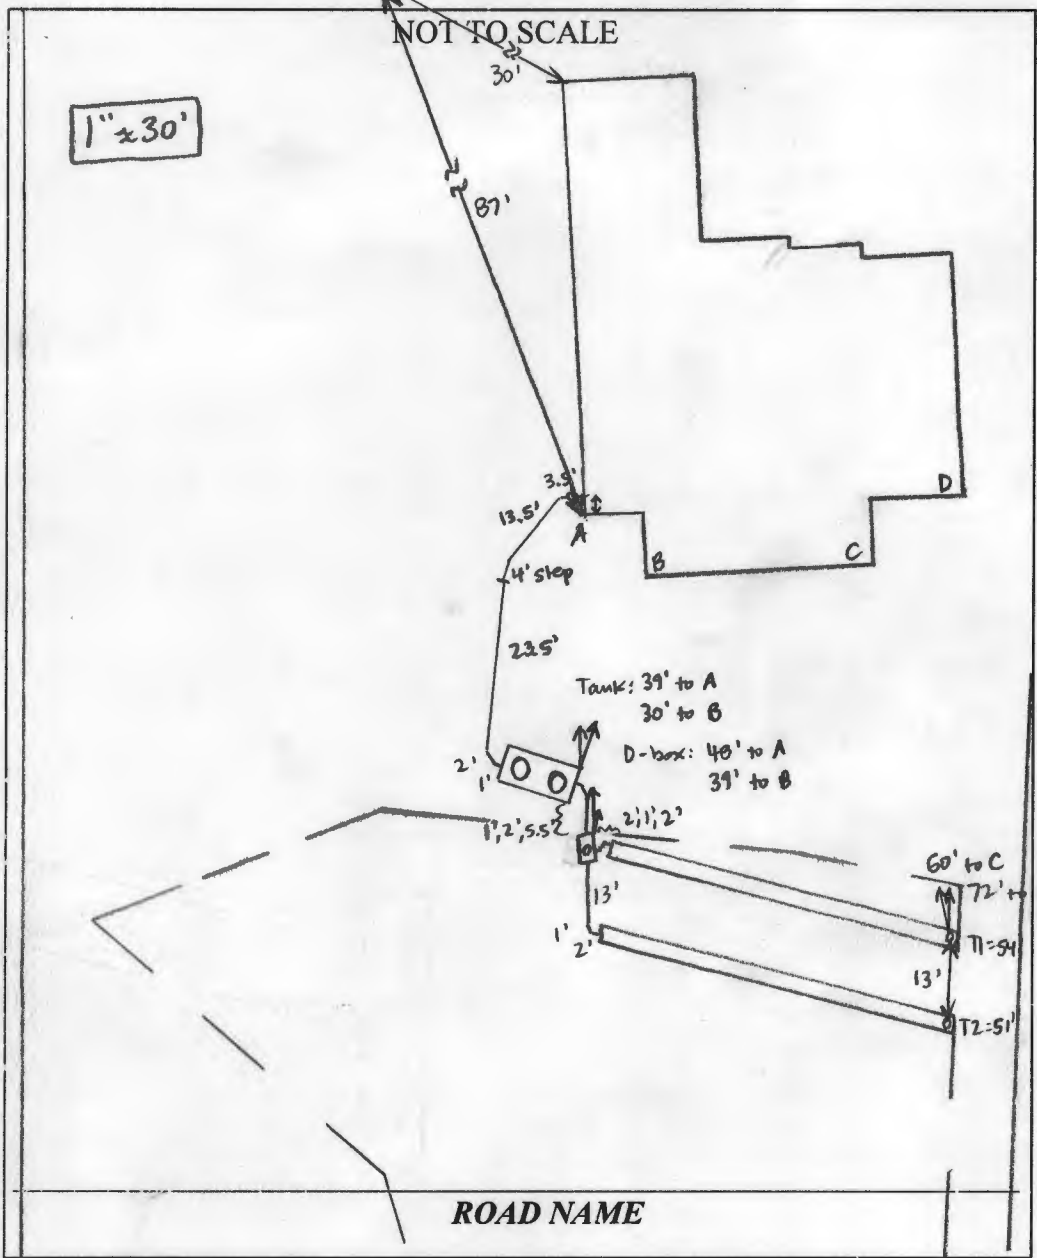 NOT TO SCALE
30'
1" ≈ 30'
87'
3.5'
13.5'
A
D
B
C
4' step
23.5'
Tank: 39' to A
30' to B
D-box: 48' to A
39' to B
2'
1'
1', 2', 5.5'
2', 1', 2'
60' to C
72' to
13'
1'
2'
T1=54
13'
T2=51'
ROAD NAME